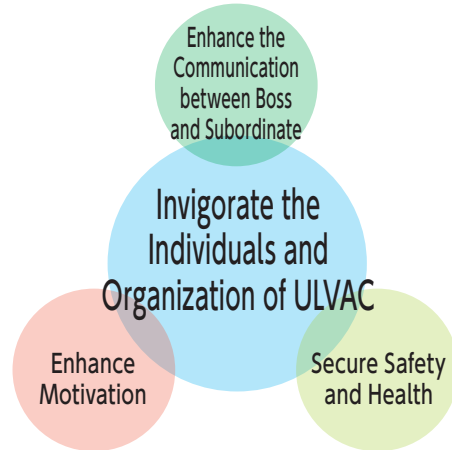 Enhance the
Communication
between Boss
and Subordinate
Invigorate the
Individuals and
Organization of ULVAC
Enhance
Motivation
Secure Safety
and Health